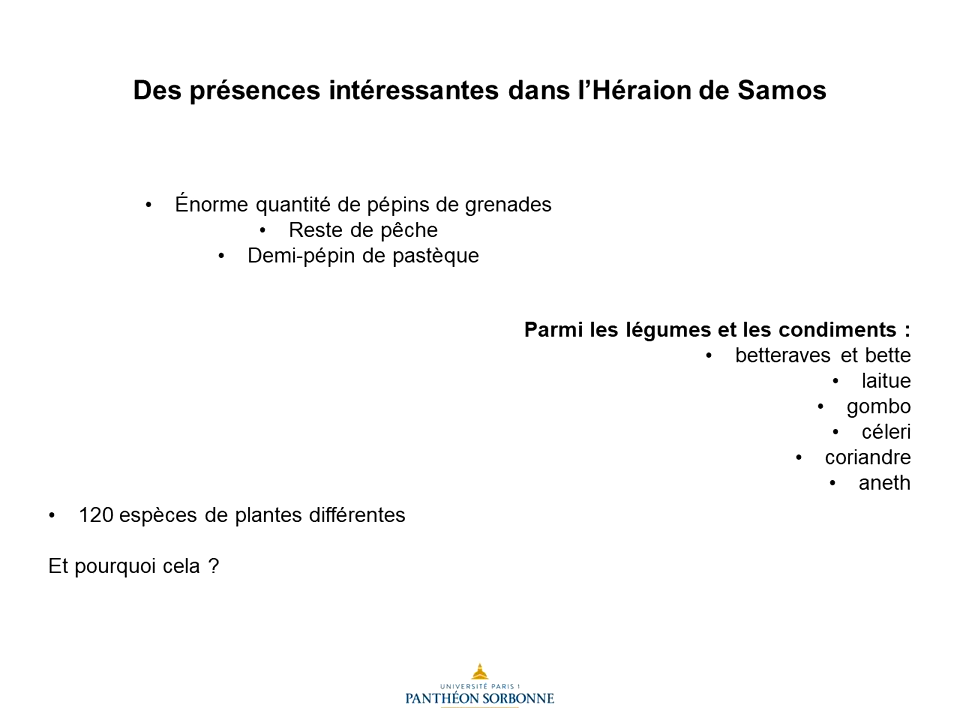 Des présences intéressantes dans l’Héraion de Samos
• Énorme quantité de pépins de grenades
• Reste de pêche
• Demi-pépin de pastèque
Parmi les légumes et les condiments :
• betteraves et bette
• laitue
• gombo
• céleri
• coriandre
• aneth
• 120 espèces de plantes différentes
Et pourquoi cela ?
UNIVERSITÉ PARIS 1
PANTHÉON SORBONNE